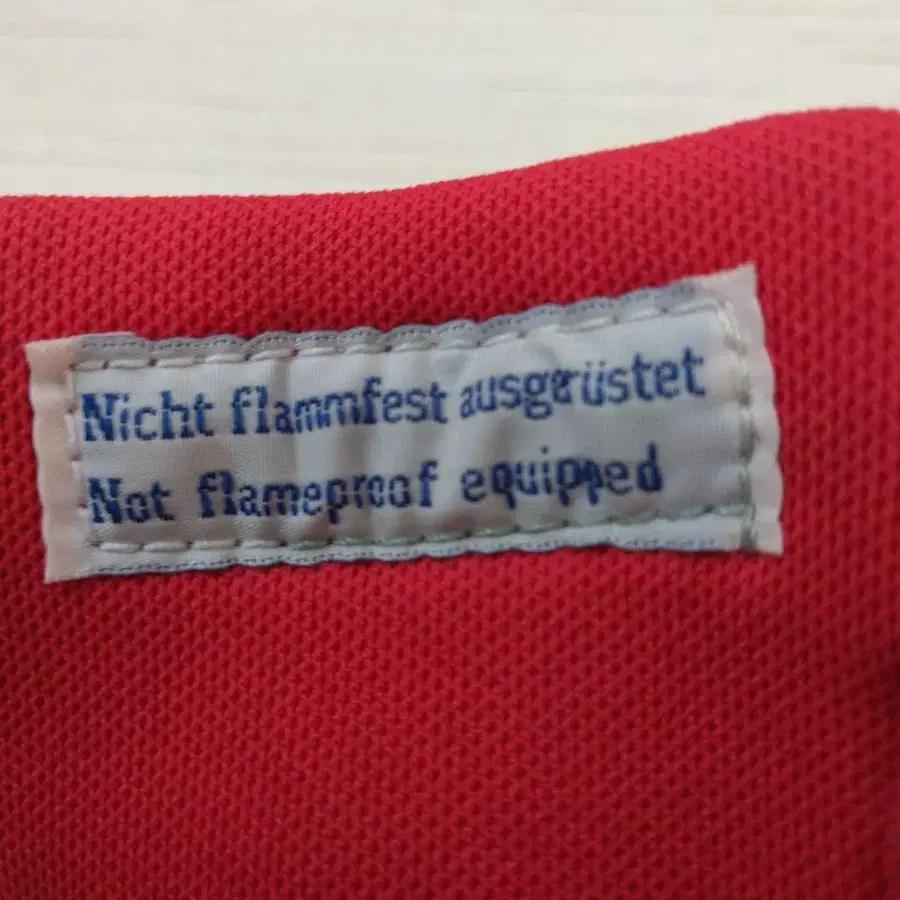 Nicht flammfest ausgerüstet
Not flameproof equipped